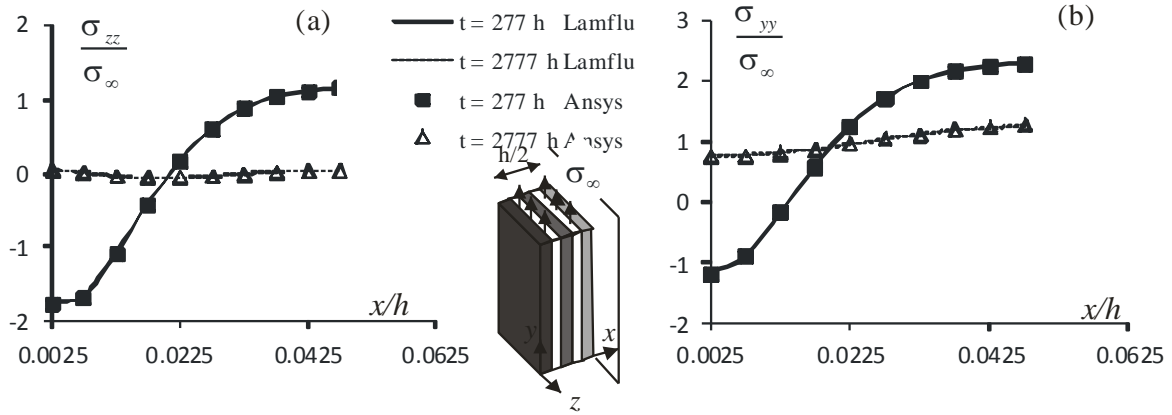 (a)
σzz
σ∞
2
1
0
-1
-2
0.0025
0.0225
0.0425
0.0625
x/h
t = 277 h Lamflu
t = 2777 h Lamflu
t = 277 h Ansys
t = 2777 h Ansys
h/2
σ∞
y
x
z
(b)
σyy
σ∞
3
2
1
0
-1
-2
0.0025
0.0225
0.0425
0.0625
x/h